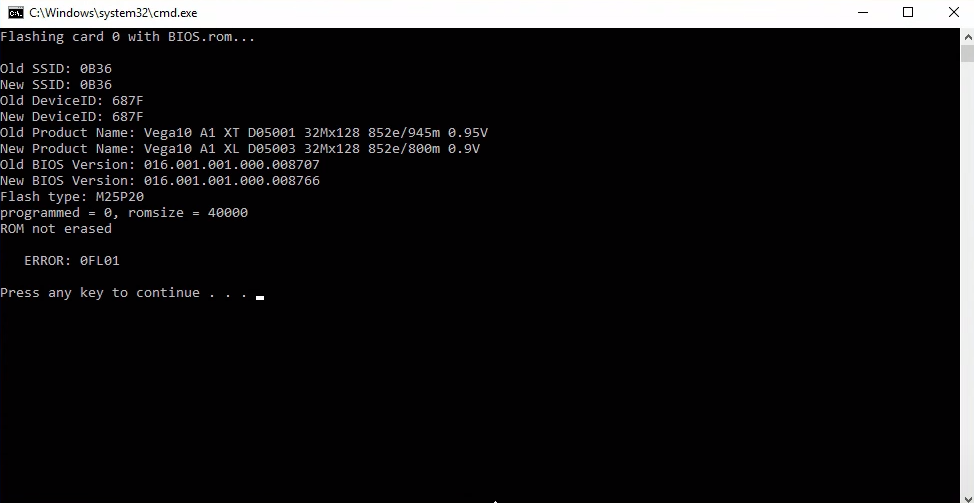 C:\Windows\system32\cmd.exe
Flashing card 0 with BIOS.rom...
Old SSID: 0B36
New SSID: 0B36
Old DeviceID: 687F
New DeviceID: 687F
Old Product Name: Vega10 A1 XT D05001 32Mx128 852e/945m 0.95V
New Product Name: Vega10 A1 XL D05003 32Mx128 852e/800m 0.9V
Old BIOS Version: 016.001.001.000.008707
New BIOS Version: 016.001.001.000.008766
Flash type: M25P20
programmed = 0, romsize = 40000
ROM not erased
ERROR: 0FL01
Press any key to continue . . .